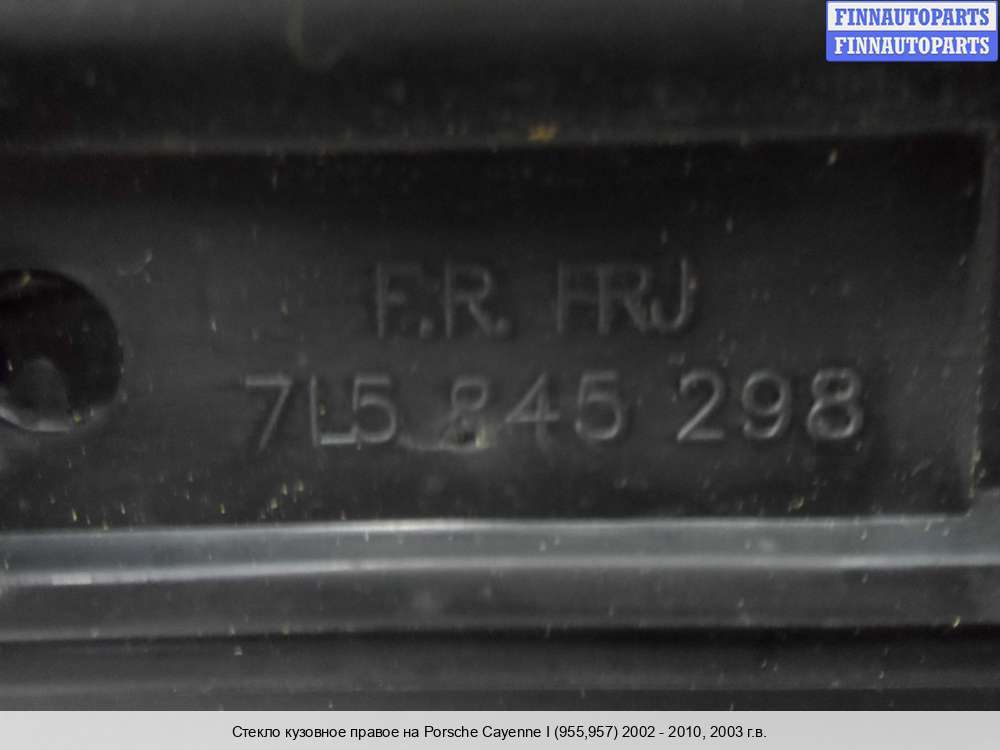 FINNAUTOPARTS
FINNAUTOPARTS
F.R. FRJ
7L5 845 298
Стекло кузовное правое на Porsche Cayenne I (955,957) 2002 - 2010, 2003 г.в.